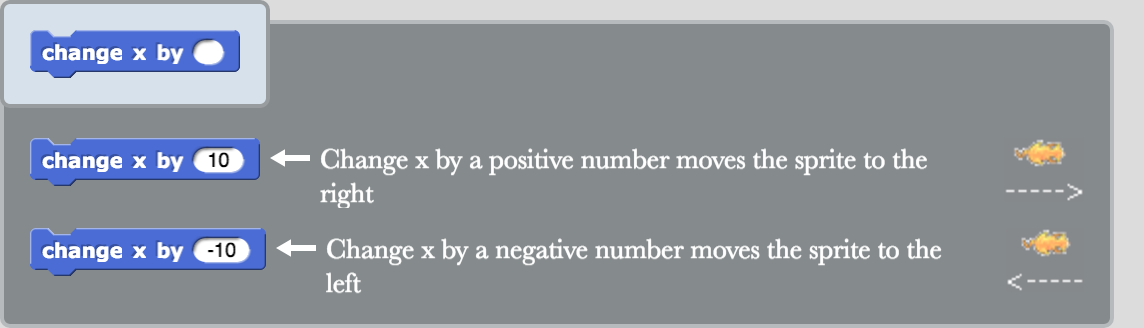 change x by
change x by 10
Change x by a positive number moves the sprite to the
right
----->
change x by -10
Change x by a negative number moves the sprite to the
left
<-----